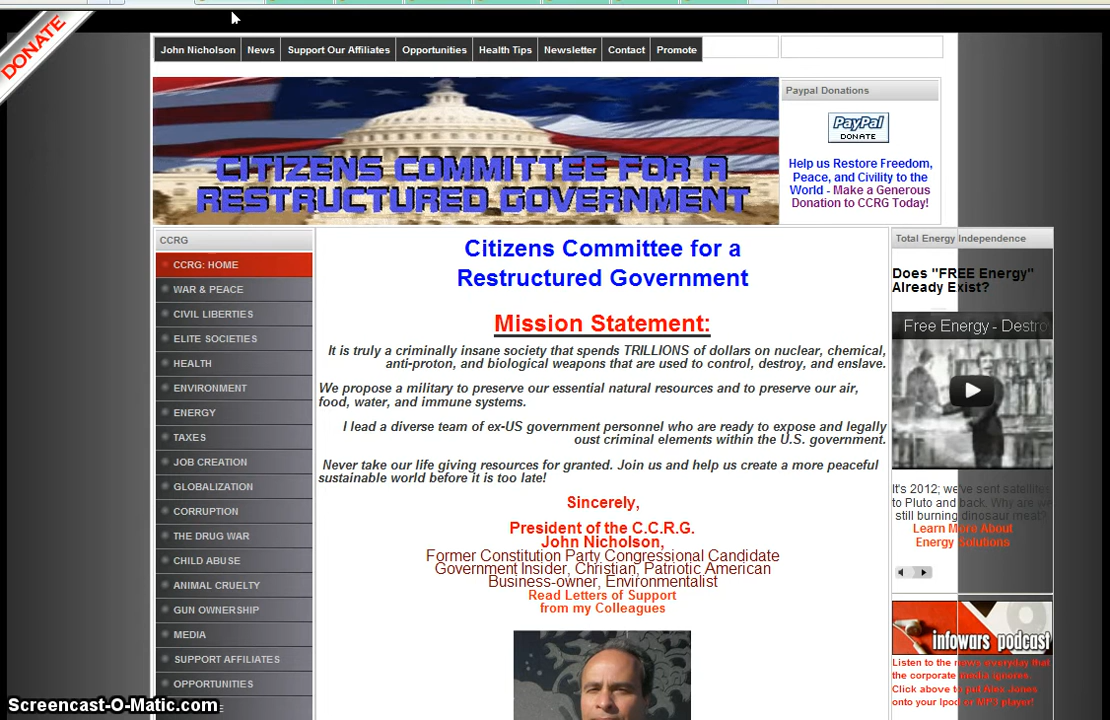 DONATE
John Nicholson
News
Support Our Affiliates
Opportunities
Health Tips
Newsletter
Contact
Promote
CITIZENS COMMITTEE FOR A
RESTRUCTURED GOVERNMENT
Paypal Donations
PayPal
DONATE
Help us Restore Freedom,
Peace, and Civility to the
World - Make a Generous
Donation to CCRG Today!
CCRG
CCRG: HOME
WAR & PEACE
CIVIL LIBERTIES
ELITE SOCIETIES
HEALTH
ENVIRONMENT
ENERGY
TAXES
JOB CREATION
GLOBALIZATION
CORRUPTION
THE DRUG WAR
CHILD ABUSE
ANIMAL CRUELTY
GUN OWNERSHIP
MEDIA
SUPPORT AFFILIATES
OPPORTUNITIES
Citizens Committee for a
Restructured Government
Mission Statement:
It is truly a criminally insane society that spends TRILLIONS of dollars on nuclear, chemical,
anti-proton, and biological weapons that are used to control, destroy, and enslave.
We propose a military to preserve our essential natural resources and to preserve our air,
food, water, and immune systems.
I lead a diverse team of ex-US government personnel who are ready to expose and legally
oust criminal elements within the U.S. government.
Never take our life giving resources for granted. Join us and help us create a more peaceful
sustainable world before it is too late!
Sincerely,
President of the C.C.R.G.
John Nicholson,
Former Constitution Party Congressional Candidate
Government Insider, Christian, Patriotic American
Business-owner, Environmentalist
Read Letters of Support
from my Colleagues
Total Energy Independence
Does "FREE Energy"
Already Exist?
Free Energy - Destro
It's 2012; we've sent satellites
to Pluto and back. Why are we
still burning dinosaur meat?
Learn More About
Energy Solutions
infowars podcast
Listen to the news everyday that
the corporate media ignores.
Click above to put Alex Jones
onto your Ipod or MP3 player!
Screencast-O-Matic.com